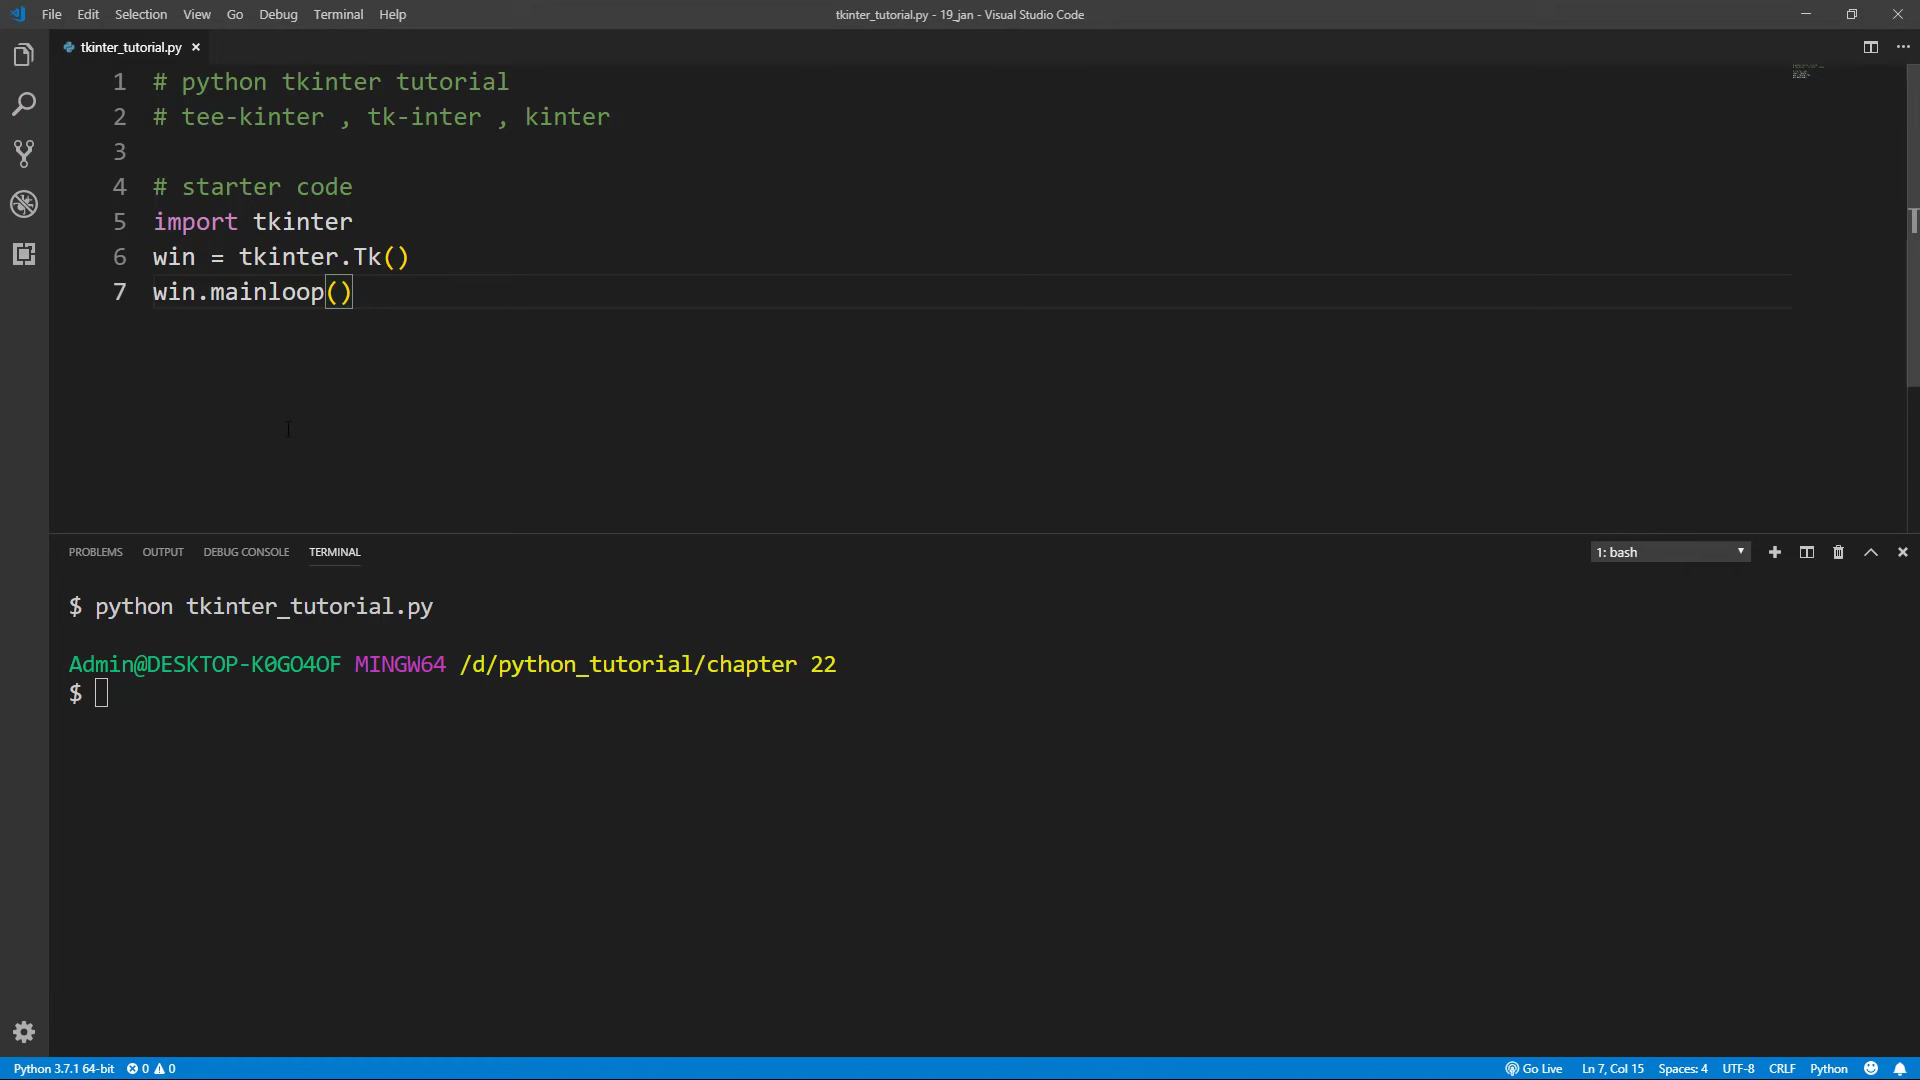 File Edit Selection View Go Debug Terminal Help
tkinter_tutorial.py - 19_jan - Visual Studio Code
tkinter_tutorial.py ×
1 # python tkinter tutorial
2 # tee-kinter , tk-inter , kinter
3
4 # starter code
5 import tkinter
6 win = tkinter.Tk()
7 win.mainloop()
PROBLEMS OUTPUT DEBUG CONSOLE TERMINAL
1: bash
$ python tkinter_tutorial.py
Admin@DESKTOP-K0GO4OF MINGW64 /d/python_tutorial/chapter 22
$
Python 3.7.1 64-bit 0 0 Go Live Ln 7, Col 15 Spaces: 4 UTF-8 CRLF Python